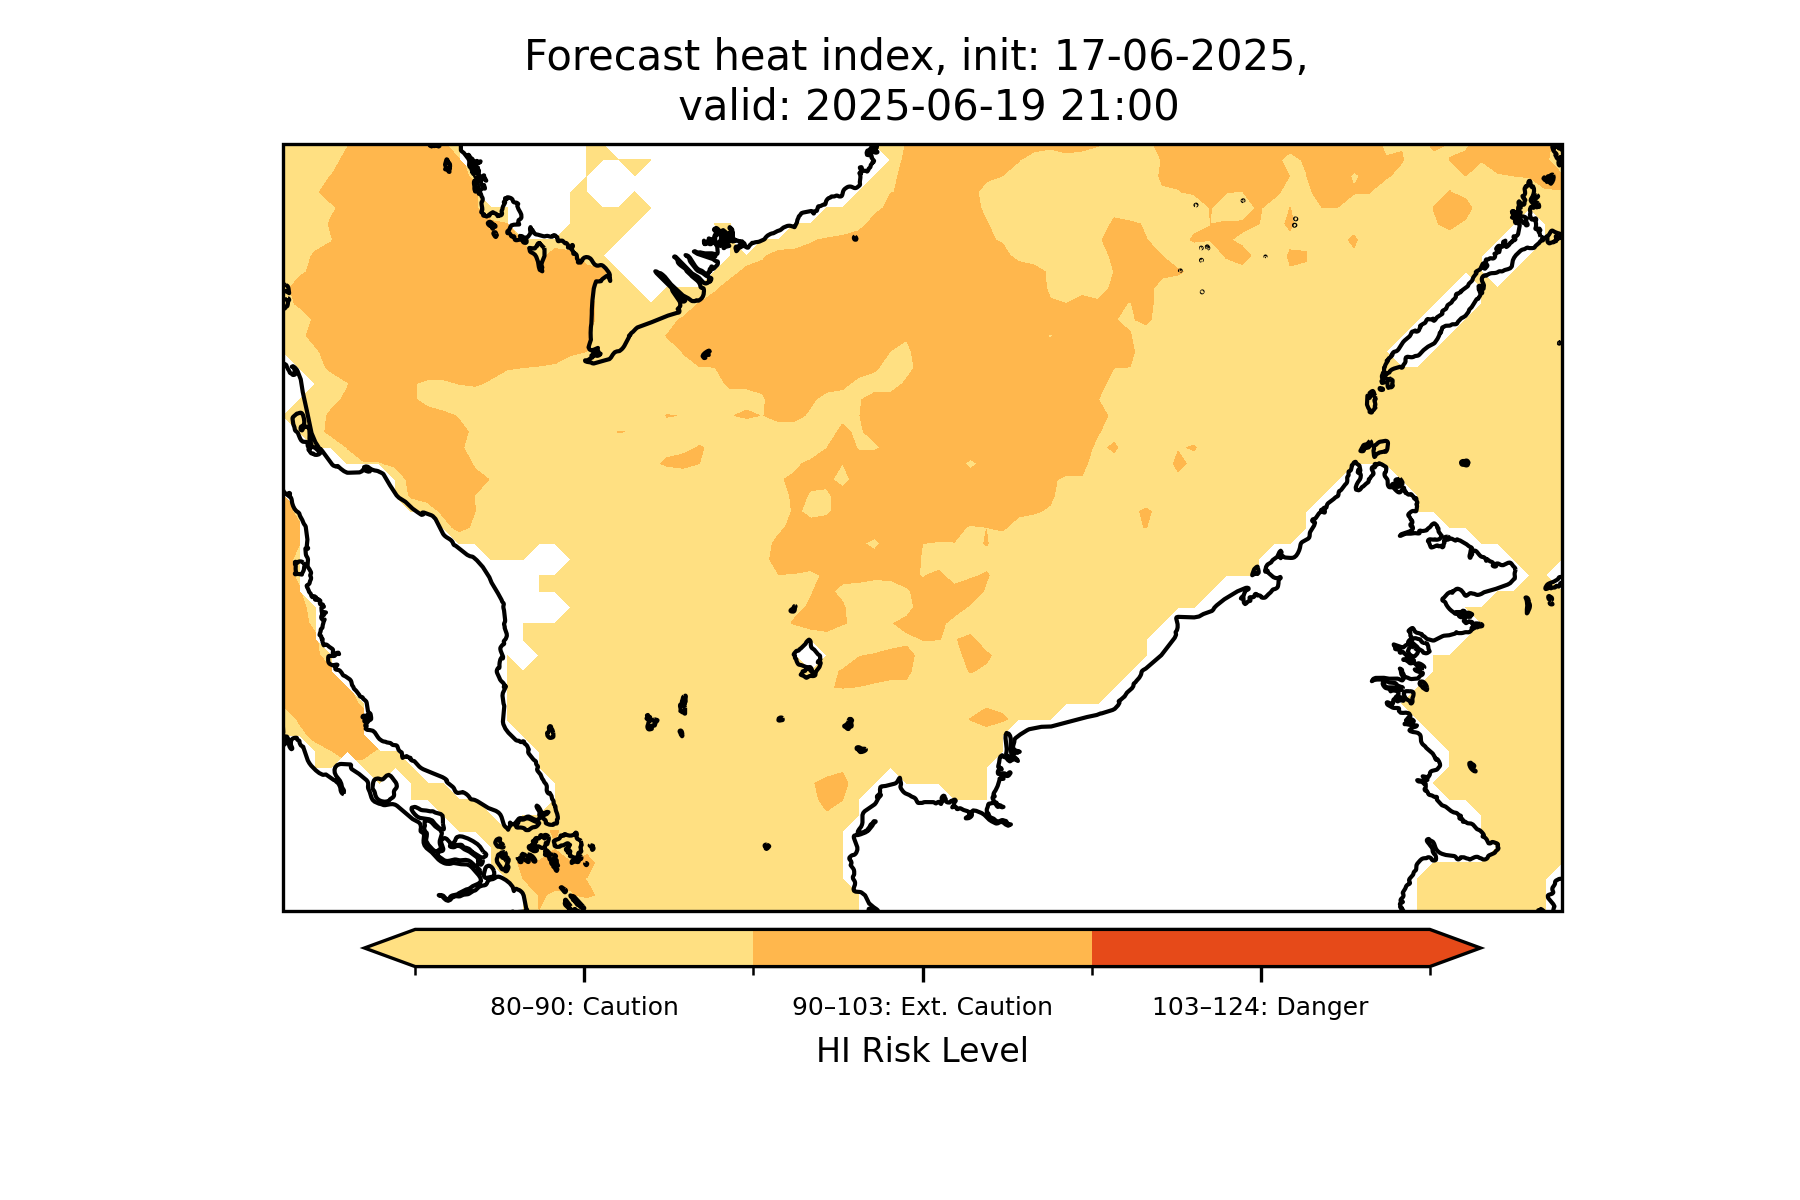 Forecast heat index, init: 17-06-2025,
valid: 2025-06-19 21:00
80–90: Caution
90–103: Ext. Caution
103–124: Danger
HI Risk Level